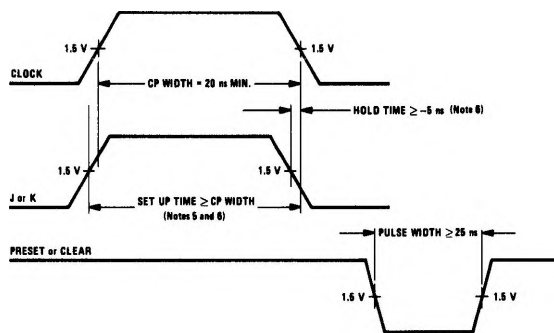 1.5 V
1.5 V
CLOCK
CP WIDTH = 20 ns MIN.
HOLD TIME ≥ -5 ns (Note 6)
1.5 V
1.5 V
J or K
SET UP TIME ≥ CP WIDTH
(Notes 5 and 6)
PULSE WIDTH ≥ 25 ns
PRESET or CLEAR
1.5 V
1.5 V